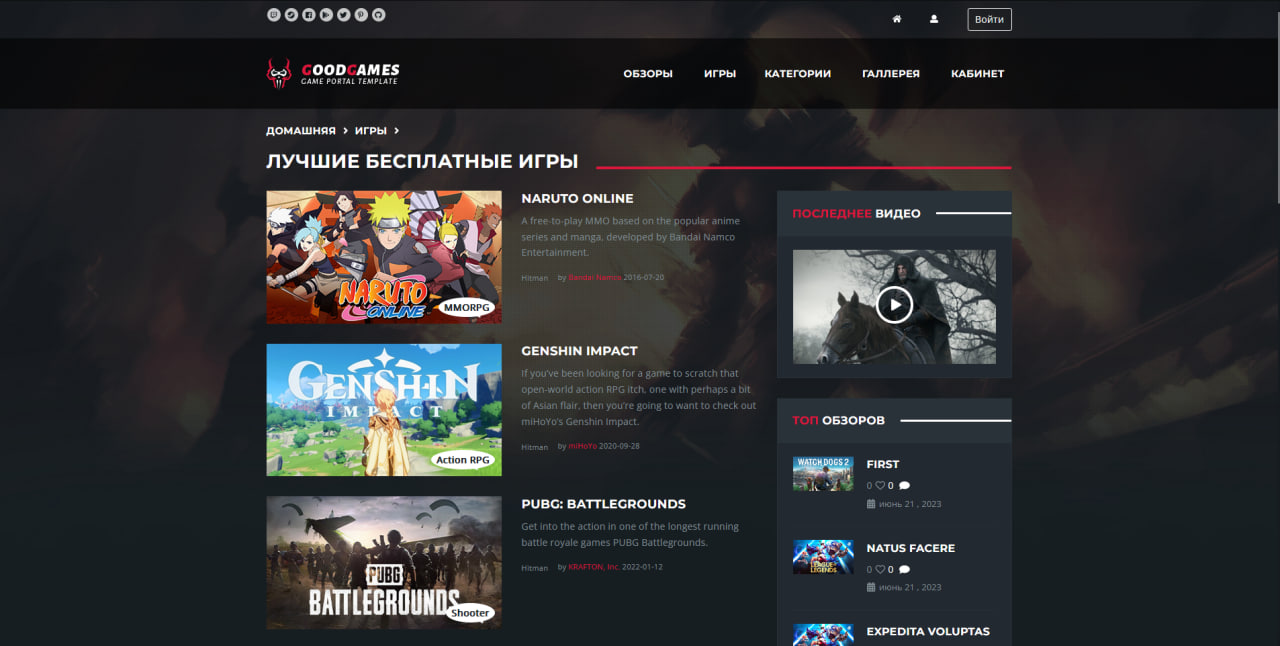 Войти
GOODGAMES
GAME PORTAL TEMPLATE
ОБЗОРЫ ИГРЫ КАТЕГОРИИ ГАЛЛЕРЕЯ КАБИНЕТ
ДОМАШНЯЯ > ИГРЫ >
ЛУЧШИЕ БЕСПЛАТНЫЕ ИГРЫ
NARUTO ONLINE
MMORPG
NARUTO ONLINE
A free-to-play MMO based on the popular anime
series and manga, developed by Bandai Namco
Entertainment.
Hitman by Bandai Namco 2016-07-20
GENSHIN
IMPACT
Action RPG
GENSHIN IMPACT
If you’ve been looking for a game to scratch that
open-world action RPG itch, one with perhaps a bit
of Asian flair, then you’re going to want to check out
miHoYo’s Genshin Impact.
Hitman by miHoYo 2020-09-28
PUBG
BATTLEGROUNDS
Shooter
PUBG: BATTLEGROUNDS
Get into the action in one of the longest running
battle royale games PUBG Battlegrounds.
Hitman by KRAFTON, Inc. 2022-01-12
ПОСЛЕДНЕЕ ВИДЕО
ТОП ОБЗОРОВ
WATCH DOGS 2
FIRST
0 0
июнь 21 , 2023
LEAGUE OF
LEGENDS
NATUS FACERE
0 0
июнь 21 , 2023
EXPEDITA VOLUPTAS